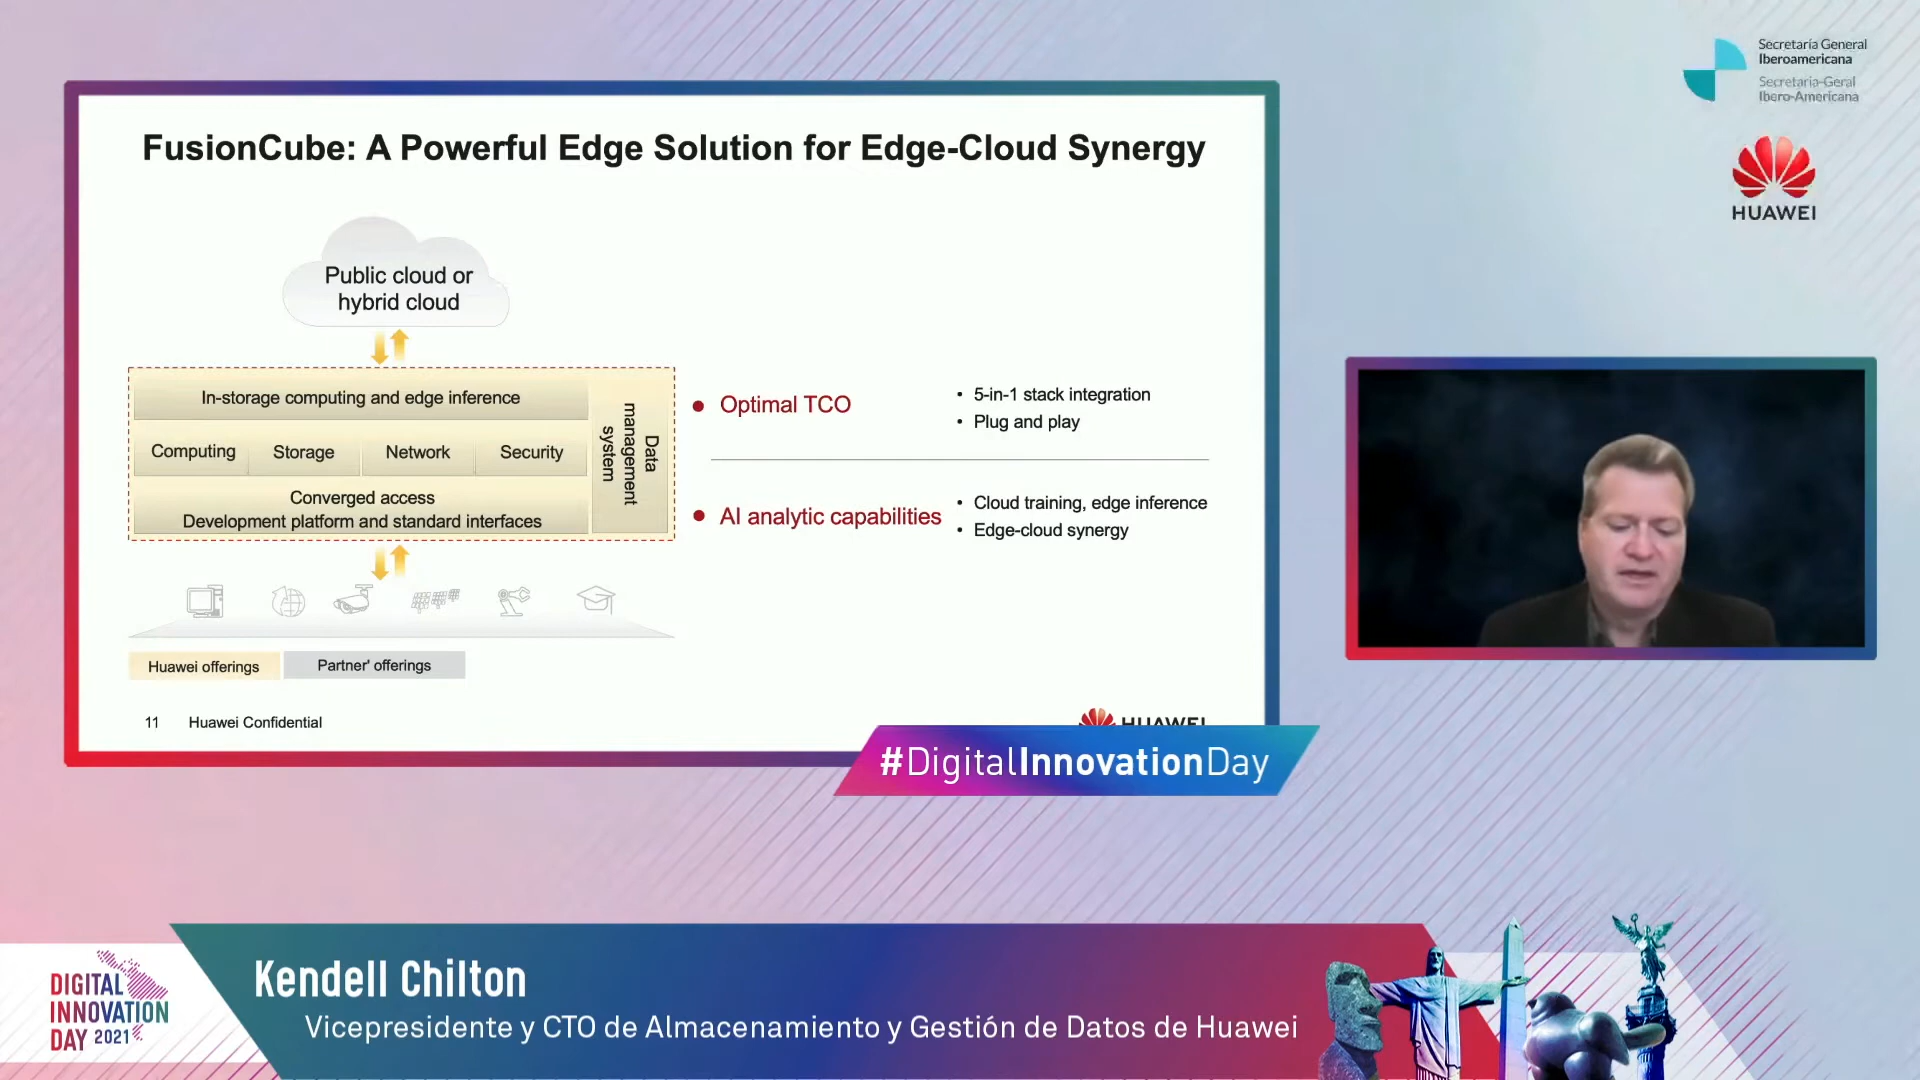 Secretaría General
Iberoamericana
Secretaria-Geral
Ibero-Americana
HUAWEI
FusionCube: A Powerful Edge Solution for Edge-Cloud Synergy
Public cloud or
hybrid cloud
In-storage computing and edge inference
Computing Storage Network Security
Converged access
Development platform and standard interfaces
Data
management
system
Optimal TCO
• 5-in-1 stack integration
• Plug and play
AI analytic capabilities
• Cloud training, edge inference
• Edge-cloud synergy
Huawei offerings Partner' offerings
11 Huawei Confidential
HUAWEI
#DigitalInnovationDay
DIGITAL
INNOVATION
DAY 2021
Kendell Chilton
Vicepresidente y CTO de Almacenamiento y Gestión de Datos de Huawei